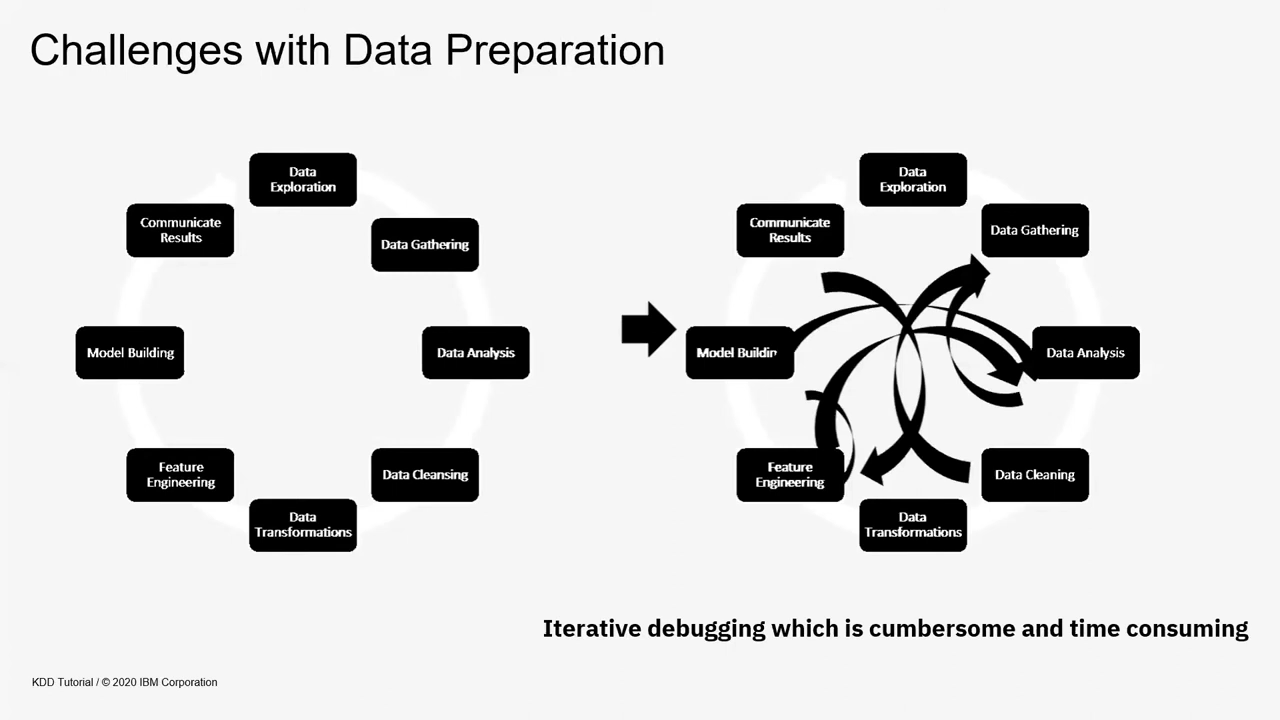 Challenges with Data Preparation
Data
Exploration
Communicate
Results
Data Gathering
Model Building
Data Analysis
Feature
Engineering
Data Cleansing
Data
Transformations
Data
Exploration
Communicate
Results
Data Gathering
Model Buildin
Data Analysis
Feature
Engineering
Data Cleaning
Data
Transformations
Iterative debugging which is cumbersome and time consuming
KDD Tutorial / © 2020 IBM Corporation